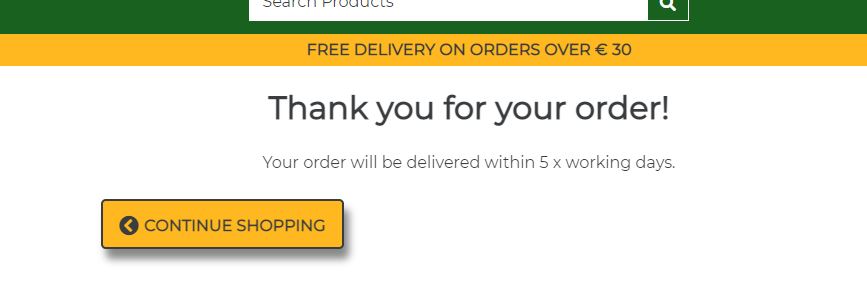 Search Products
FREE DELIVERY ON ORDERS OVER € 30
Thank you for your order!
Your order will be delivered within 5 x working days.
CONTINUE SHOPPING